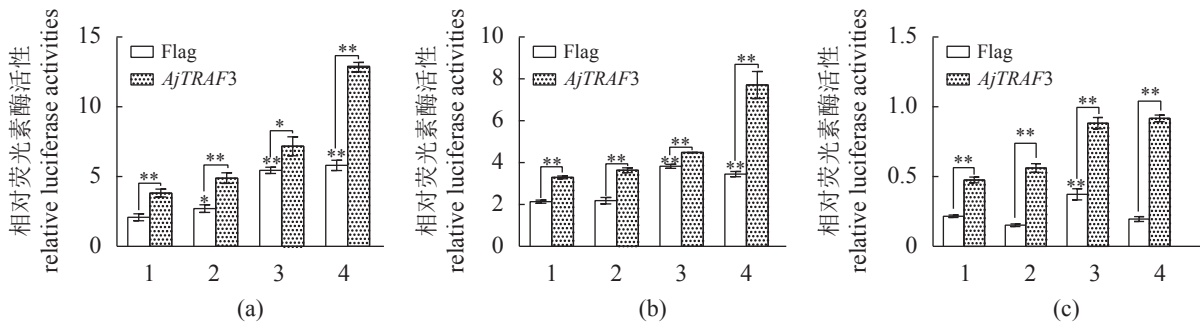 相对荧光素酶活性
relative luciferase activities
15
10
5
0
Flag
AjTRAF3
**
**
*
**
*
**
**
1
2
3
4
(a)
相对荧光素酶活性
relative luciferase activities
10
8
6
4
2
0
Flag
AjTRAF3
**
**
**
**
**
**
1
2
3
4
(b)
相对荧光素酶活性
relative luciferase activities
1.5
1.0
0.5
0
Flag
AjTRAF3
**
**
**
**
**
1
2
3
4
(c)